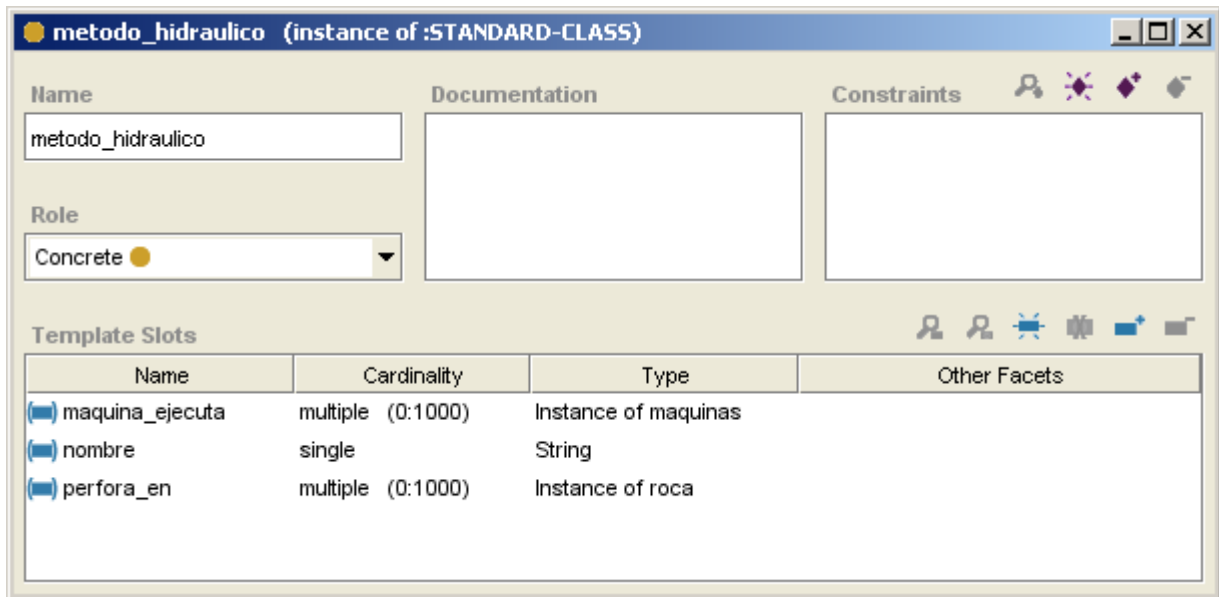 metodo_hidraulico (instance of :STANDARD-CLASS)
Name
Documentation
Constraints
metodo_hidraulico
Role
Concrete
Template Slots
Name Cardinality Type Other Facets
maquina_ejecuta multiple (0:1000) Instance of maquinas
nombre single String
perfora_en multiple (0:1000) Instance of roca